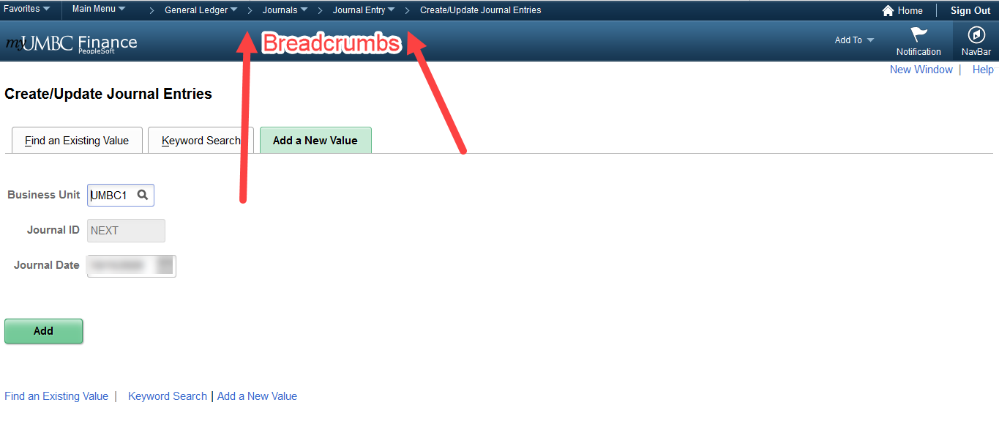 Favorites Main Menu > General Ledger > Journals > Journal Entry > Create/Update Journal Entries Home Sign Out
myUMBC Finance PeopleSoft Breadcrumbs Add To Notification NavBar
New Window | Help
Create/Update Journal Entries
Find an Existing Value Keyword Search Add a New Value
Business Unit UMBC1
Journal ID NEXT
Journal Date
Add
Find an Existing Value | Keyword Search | Add a New Value